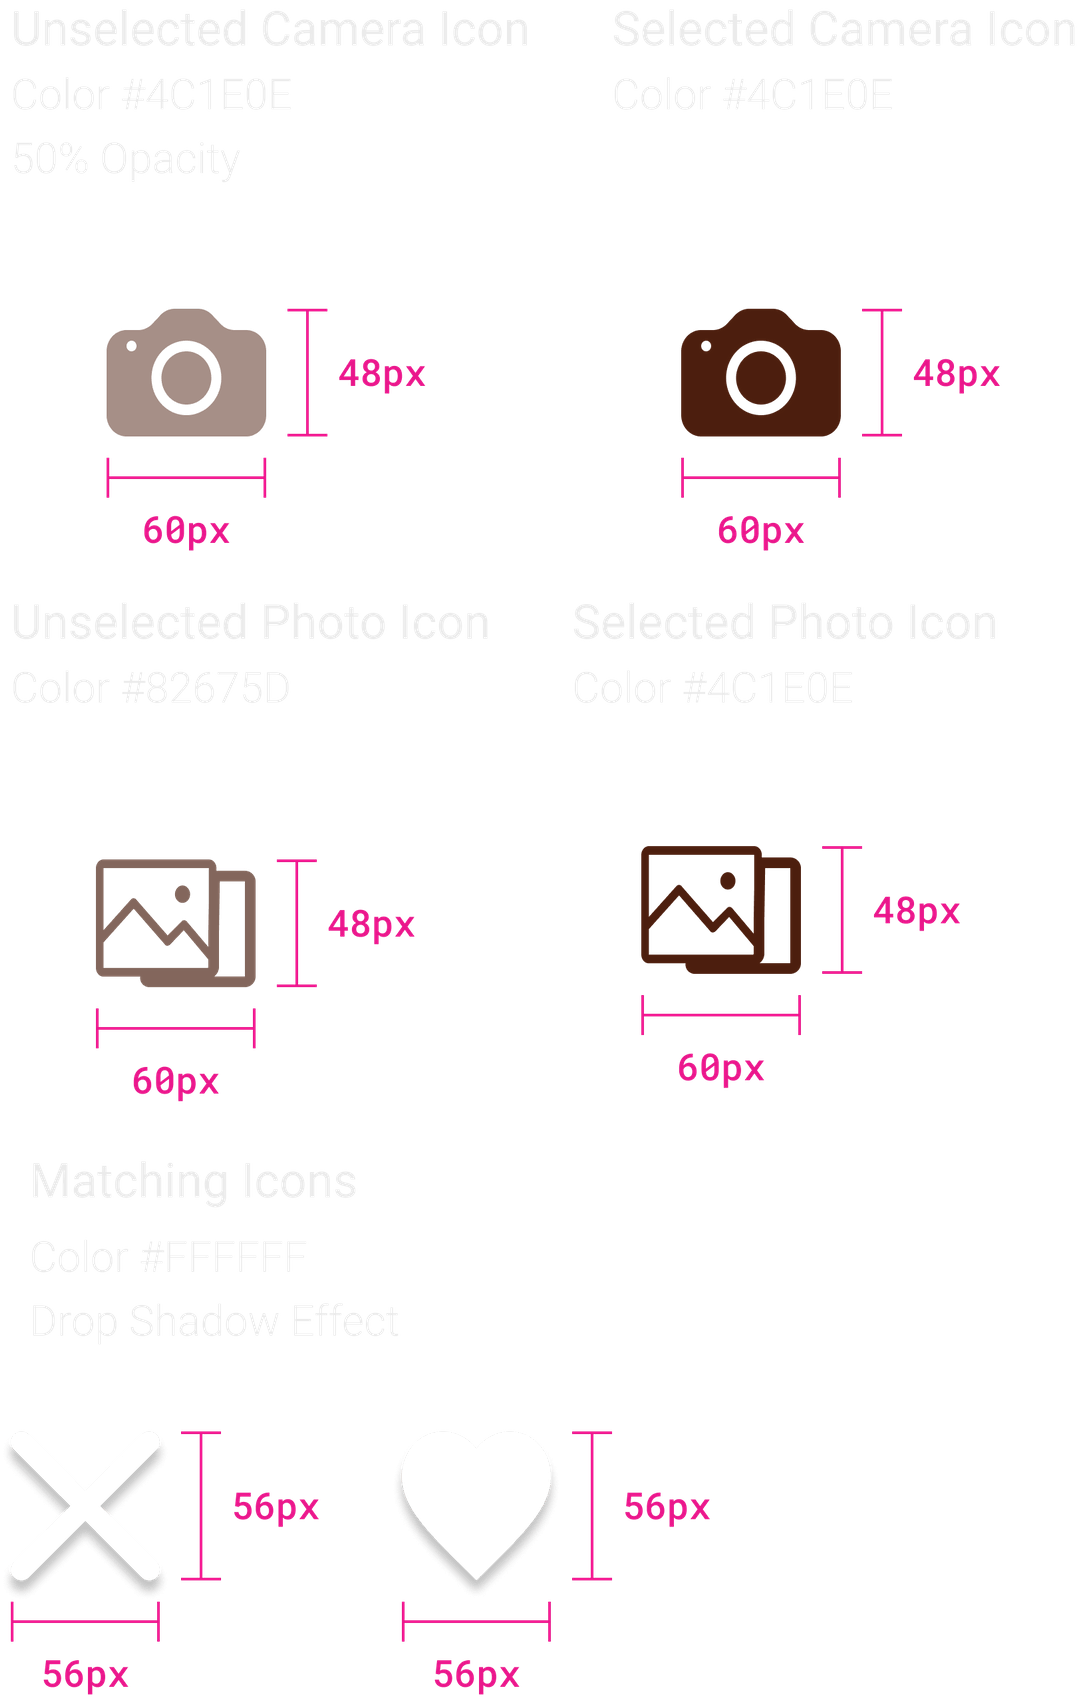 Unselected Camera Icon
Color #4C1E0E
50% Opacity
Selected Camera Icon
Color #4C1E0E
48px
60px
48px
60px
Unselected Photo Icon
Color #82675D
Selected Photo Icon
Color #4C1E0E
48px
60px
48px
60px
Matching Icons
Color #FFFFFF
Drop Shadow Effect
56px
56px
56px
56px